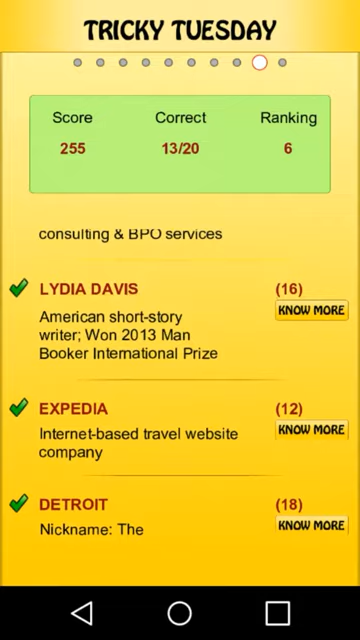 TRICKY TUESDAY
Score Correct Ranking
255 13/20 6
consulting & BPO services
LYDIA DAVIS (16)
KNOW MORE
American short-story
writer; Won 2013 Man
Booker International Prize
EXPEDIA (12)
KNOW MORE
Internet-based travel website
company
DETROIT (18)
KNOW MORE
Nickname: The